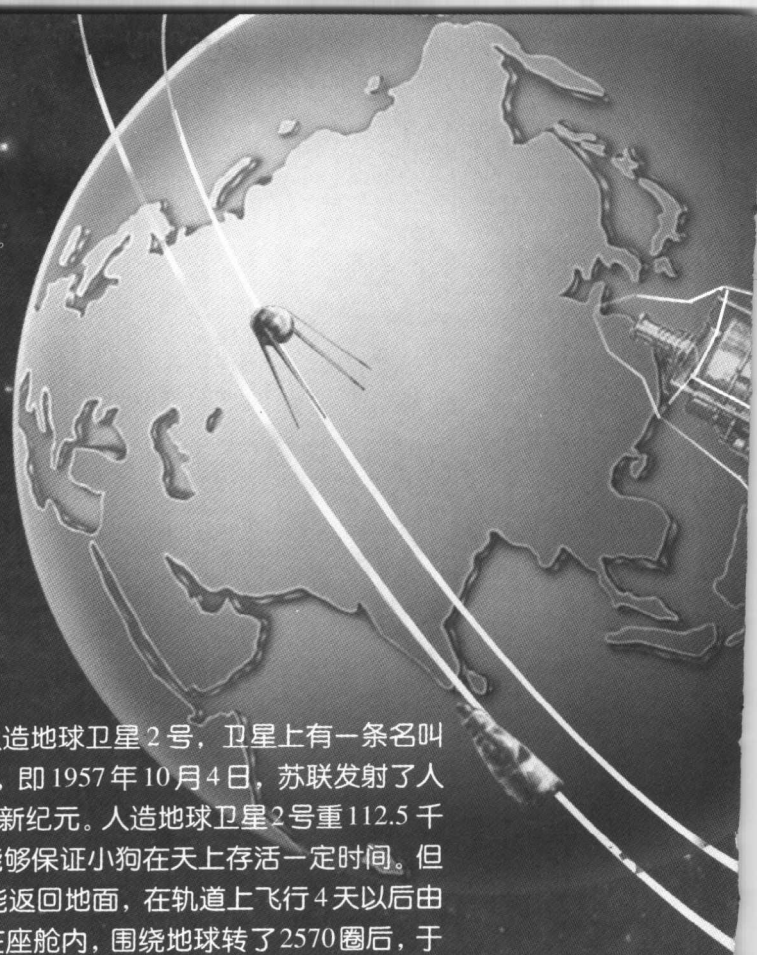 造地球卫星2号，卫星上有一条名叫
，即1957年10月4日，苏联发射了人
新纪元。人造地球卫星2号重112.5千
够保证小狗在天上存活一定时间。但
返回地面，在轨道上飞行4天以后由
座舱内，围绕地球转了2570圈后，于